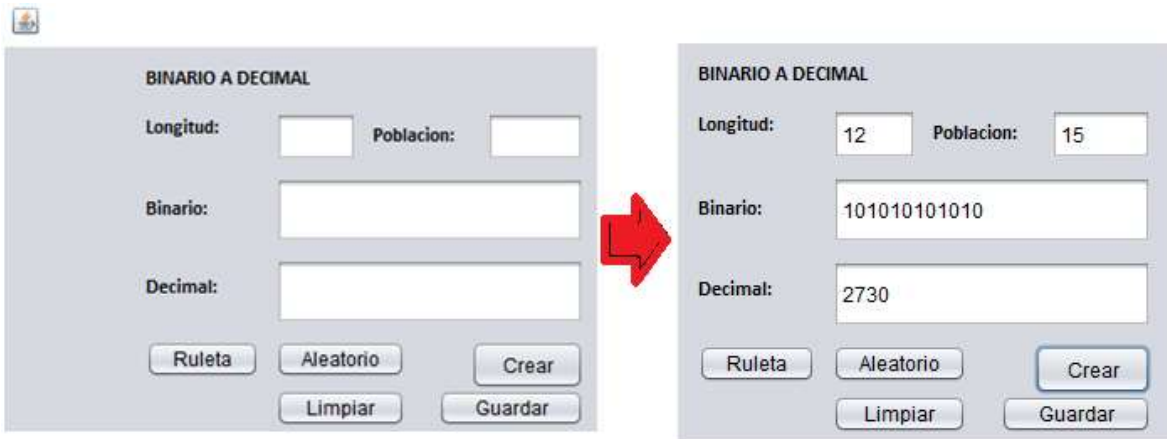 BINARIO A DECIMAL
Longitud:
Poblacion:
Binario:
Decimal:
Ruleta
Aleatorio
Crear
Limpiar
Guardar
BINARIO A DECIMAL
Longitud: 12 Poblacion: 15
Binario: 101010101010
Decimal: 2730
Ruleta
Aleatorio
Crear
Limpiar
Guardar